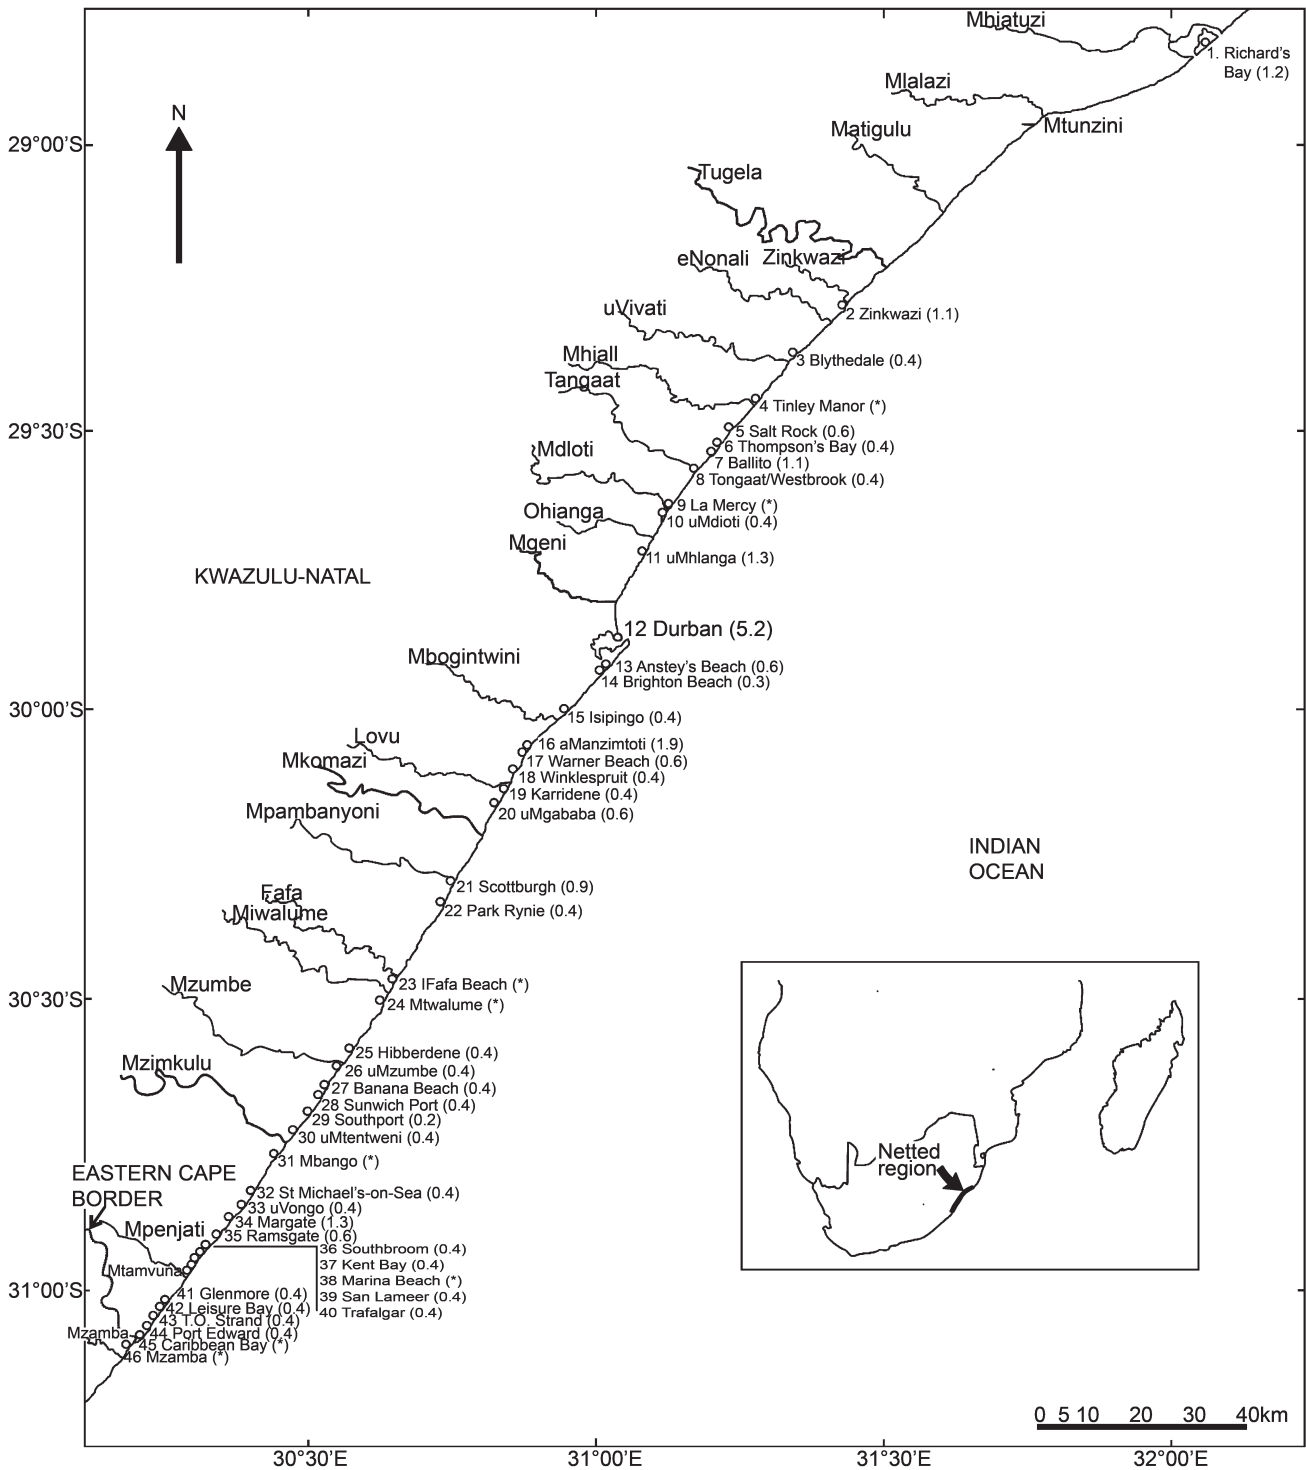 Mhiatuzi
1. Richard's
Bay (1.2)
Mlalazi
N
Mtunzini
Matigulu
29°00'S
Tugela
eNonali
Zinkwazi
uVivati
2 Zinkwazi (1.1)
Mhiall
3 Blythedale (0.4)
Tangaat
4 Tinley Manor (*)
29°30'S
5 Salt Rock (0.6)
6 Thompson's Bay (0.4)
Mdloti
7 Ballito (1.1)
8 Tongaat/Westbrook (0.4)
9 La Mercy (*)
Ohianga
10 uMdioti (0.4)
Mgeni
11 uMhlanga (1.3)
KWAZULU-NATAL
12 Durban (5.2)
Mbogintwini
13 Anstey's Beach (0.6)
14 Brighton Beach (0.3)
30°00'S
15 Isipingo (0.4)
Lovu
16 aManzimtoti (1.9)
Mkomazi
17 Warner Beach (0.6)
18 Winklespruit (0.4)
19 Karridene (0.4)
Mpambanyoni
20 uMgababa (0.6)
INDIAN
OCEAN
21 Scottburgh (0.9)
Fafa
22 Park Rynie (0.4)
Miwalume
23 IFafa Beach (*)
Mzumbe
30°30'S
24 Mtwalume (*)
25 Hibberdene (0.4)
Mzimkulu
26 uMzumbe (0.4)
27 Banana Beach (0.4)
28 Sunwich Port (0.4)
29 Southport (0.2)
30 uMtentweni (0.4)
31 Mbango (*)
Netted
region
EASTERN CAPE
BORDER
32 St Michael's-on-Sea (0.4)
33 uVongo (0.4)
34 Margate (1.3)
Mpenjati
35 Ramsgate (0.6)
36 Southbroom (0.4)
37 Kent Bay (0.4)
Mtamvuna
38 Marina Beach (*)
39 San Lameer (0.4)
40 Trafalgar (0.4)
31°00'S
41 Glenmore (0.4)
42 Leisure Bay (0.4)
43 T.O. Strand (0.4)
Mzamba
44 Port Edward (0.4)
45 Caribbean Bay (*)
46 Mzamba (*)
0 5 10 20 30 40km
30°30'E
31°00'E
31°30'E
32°00'E